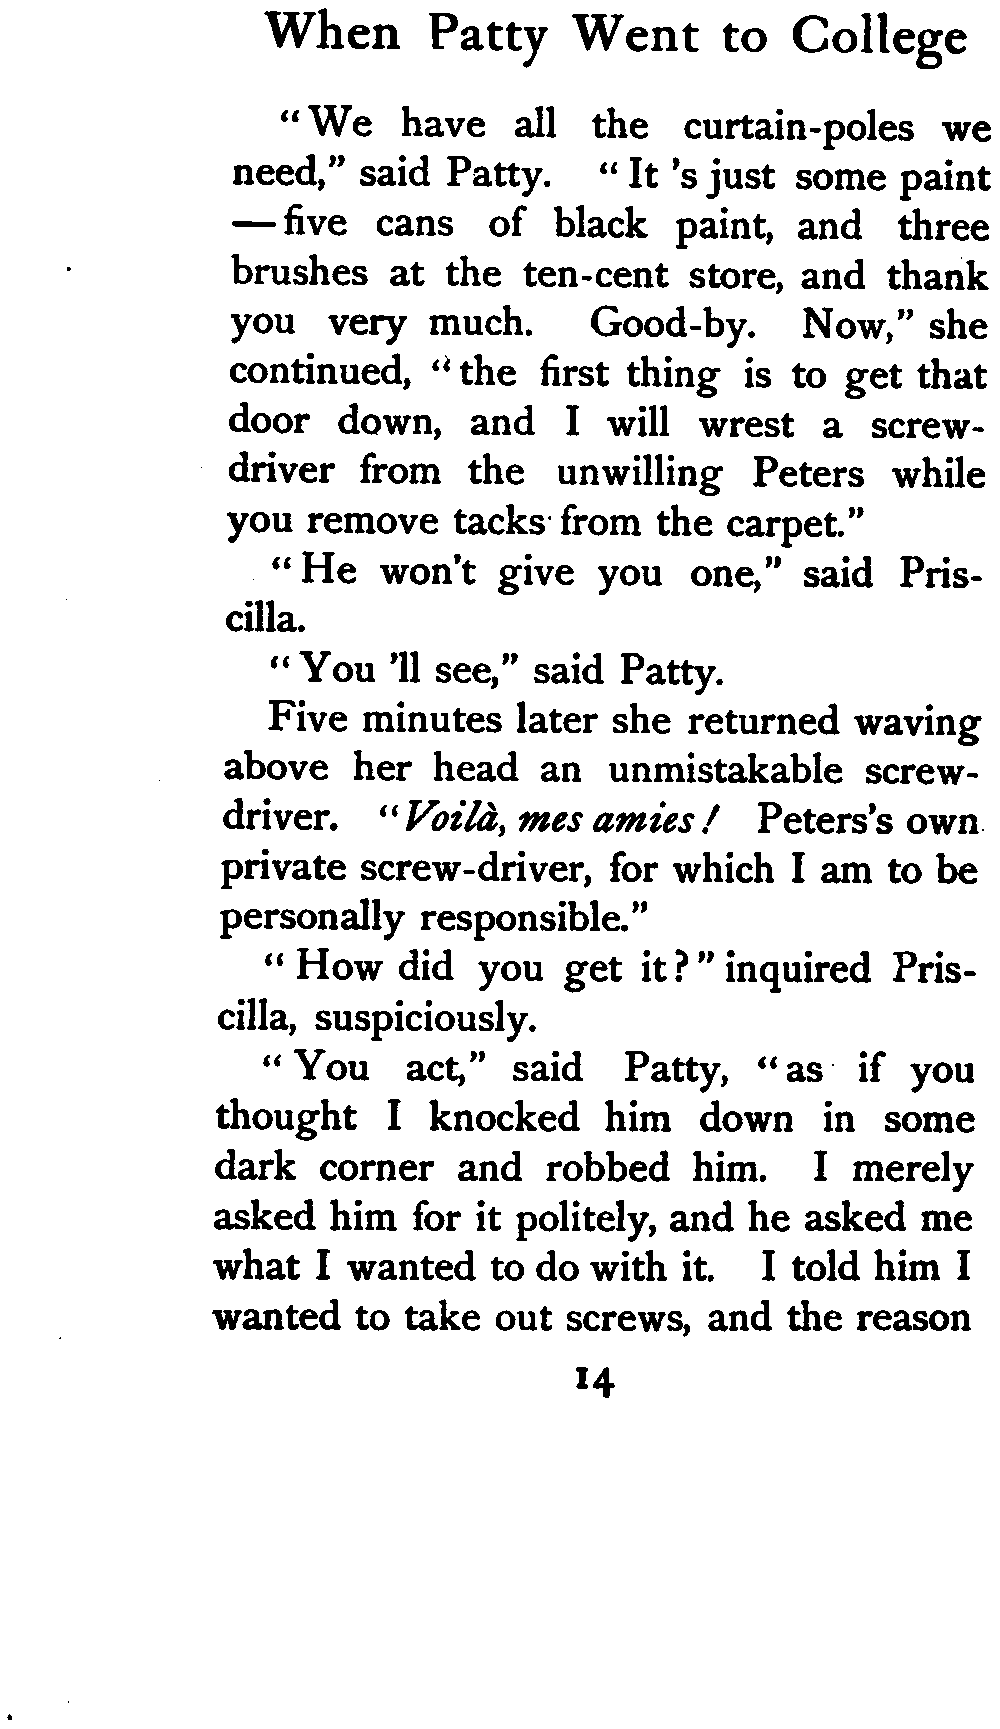 When Patty Went to College
“We have all the curtain-poles we
need,” said Patty. “It 's just some paint
—five cans of black paint, and three
brushes at the ten-cent store, and thank
you very much. Good-by. Now,” she
continued, “the first thing is to get that
door down, and I will wrest a screw-
driver from the unwilling Peters while
you remove tacks from the carpet.”
“He won't give you one,” said Pris-
cilla.
“You 'll see,” said Patty.
Five minutes later she returned waving
above her head an unmistakable screw-
driver. “Voilà, mes amies! Peters's own
private screw-driver, for which I am to be
personally responsible.”
“How did you get it?” inquired Pris-
cilla, suspiciously.
“You act,” said Patty, “as if you
thought I knocked him down in some
dark corner and robbed him. I merely
asked him for it politely, and he asked me
what I wanted to do with it. I told him I
wanted to take out screws, and the reason
14